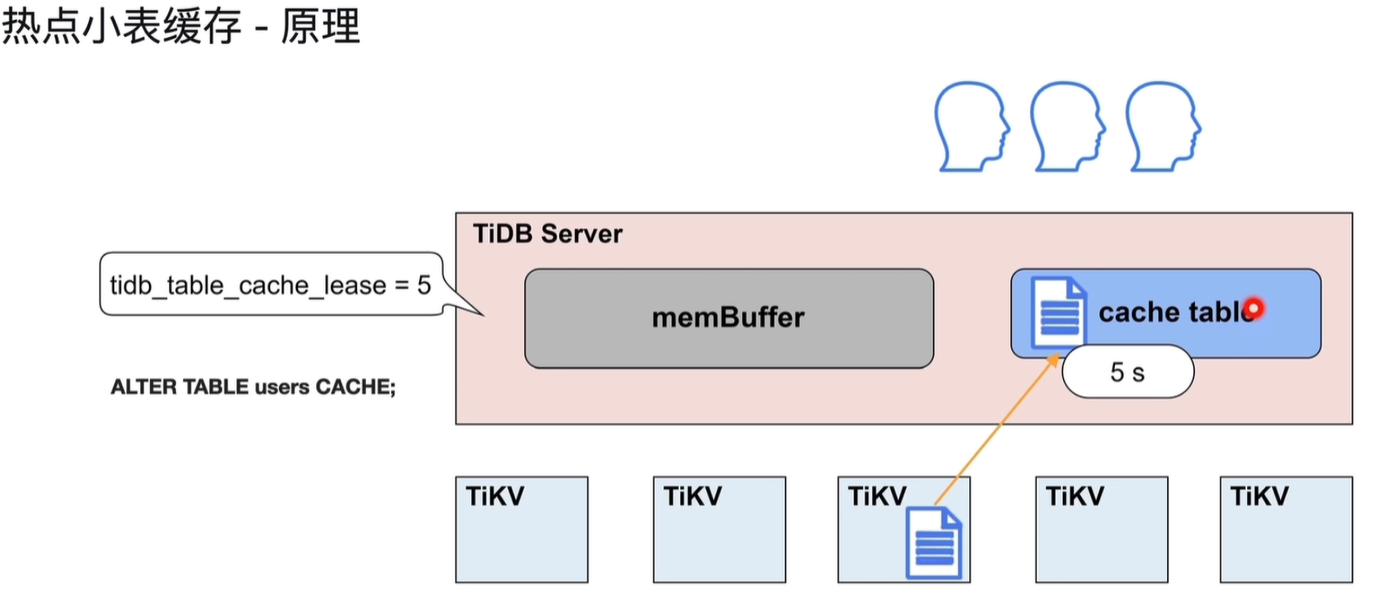 热点小表缓存 - 原理
TiDB Server
tidb_table_cache_lease = 5
memBuffer
cache table
5 s
ALTER TABLE users CACHE;
TiKV
TiKV
TiKV
TiKV
TiKV